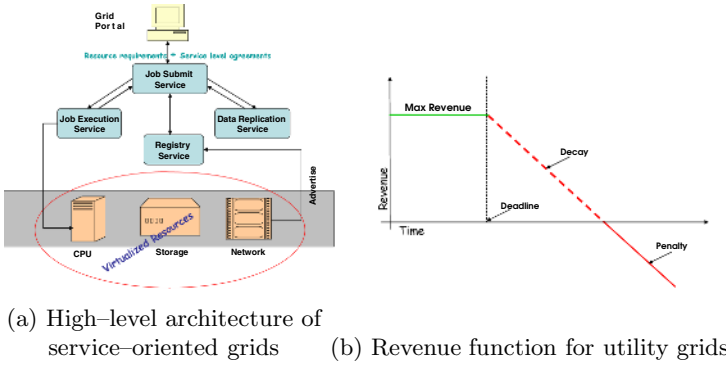 Grid
Portal
Resource requirements + Service level agreements
Job Submit
Service
Job Execution
Service
Data Replication
Service
Registry
Service
Advertise
Virtualized Resources
CPU
Storage
Network
(a) High–level architecture of
service–oriented grids
Max Revenue
Decay
Revenue
Deadline
Time
Penalty
(b) Revenue function for utility grids